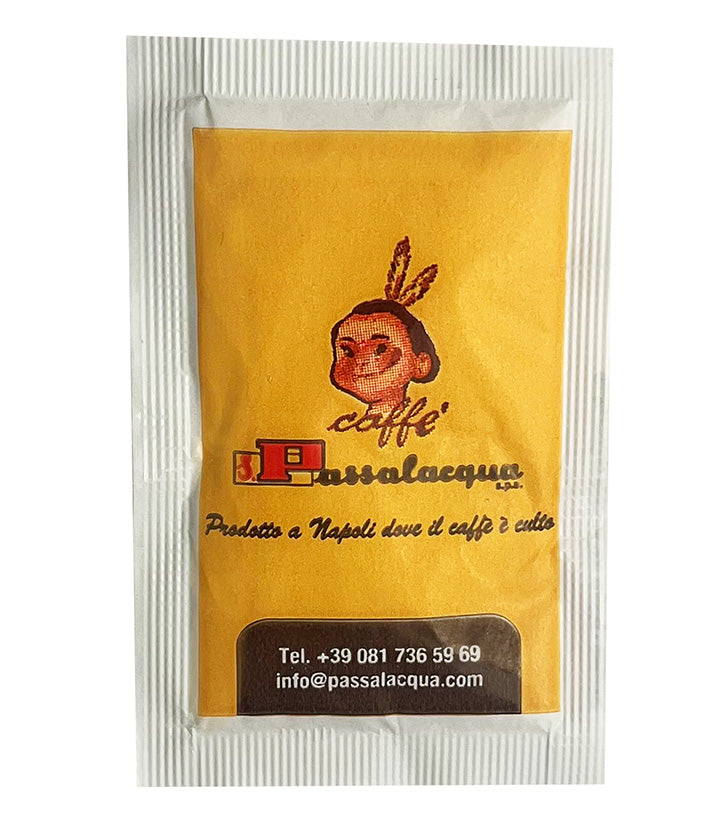 caffè
S. Passalacqua
s.p.a.
Prodotto a Napoli dove il caffè è culto
Tel. +39 081 736 59 69
info@passalacqua.com